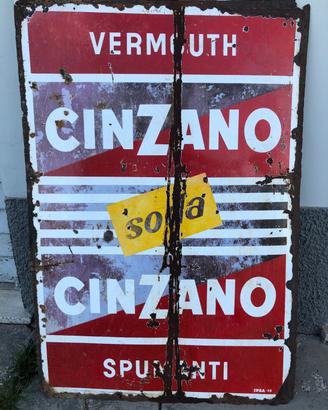 VERMOUTH
CINZANO
soda
CINZANO
SPUMANTI